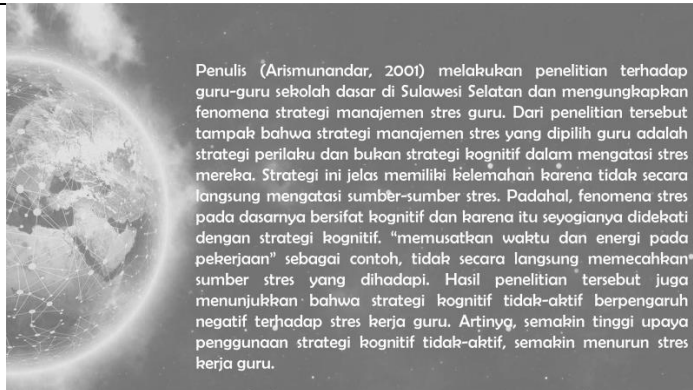 Penulis (Arismunandar, 2001) melakukan penelitian terhadap
guru-guru sekolah dasar di Sulawesi Selatan dan mengungkapkan
fenomena strategi manajemen stres guru. Dari penelitian tersebut
tampak bahwa strategi manajemen stres yang dipilih guru adalah
strategi perilaku dan bukan strategi kognitif dalam mengatasi stres
mereka. Strategi ini jelas memiliki kelemahan karena tidak secara
langsung mengatasi sumber-sumber stres. Padahal, fenomena stres
pada dasarnya bersifat kognitif dan karena itu seyogianya didekati
dengan strategi kognitif. “memusatkan waktu dan energi pada
pekerjaan” sebagai contoh, tidak secara langsung memecahkan
sumber stres yang dihadapi. Hasil penelitian tersebut juga
menunjukkan bahwa strategi kognitif tidak-aktif berpengaruh
negatif terhadap stres kerja guru. Artinya, semakin tinggi upaya
penggunaan strategi kognitif tidak-aktif, semakin menurun stres
kerja guru.